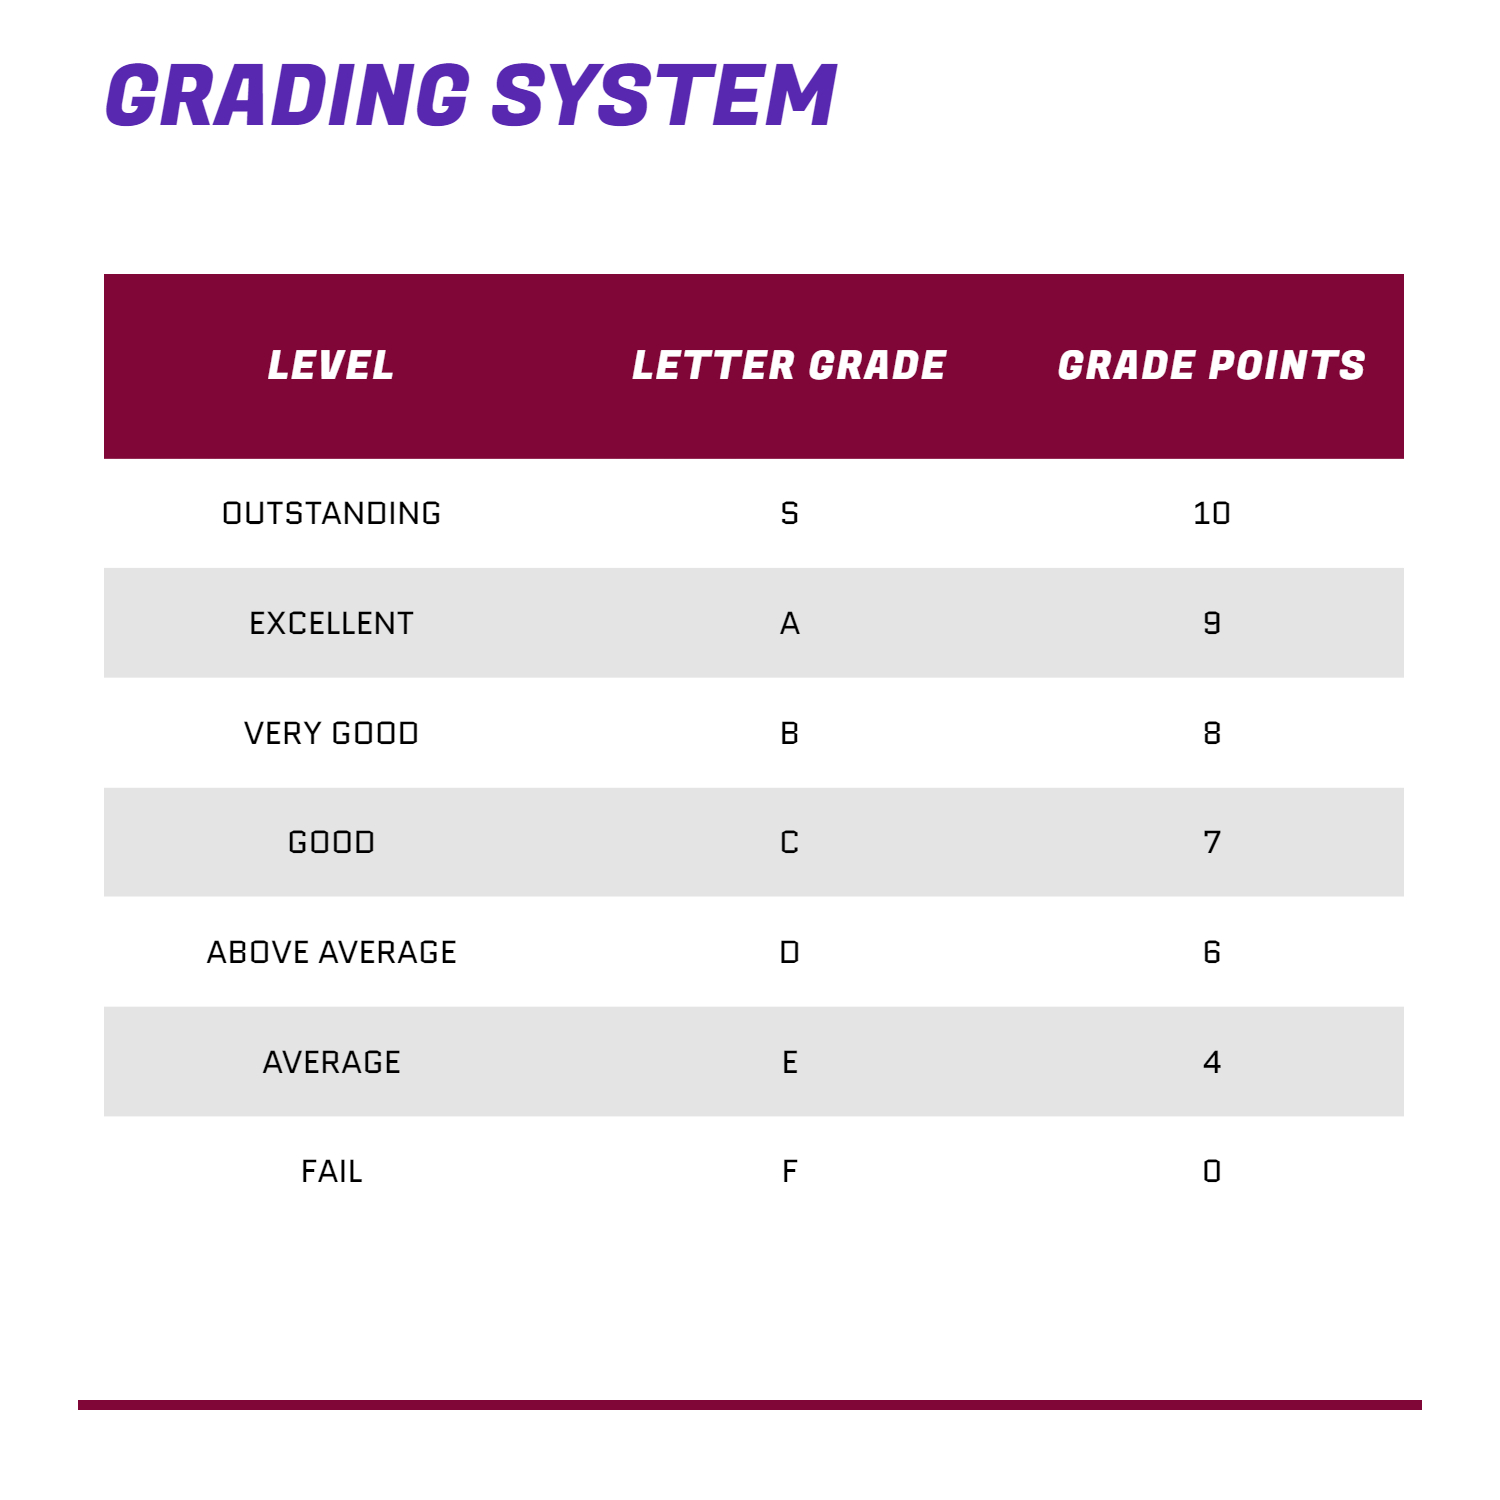 GRADING SYSTEM
LEVEL LETTER GRADE GRADE POINTS
OUTSTANDING S 10
EXCELLENT A 9
VERY GOOD B 8
GOOD C 7
ABOVE AVERAGE D 6
AVERAGE E 4
FAIL F 0